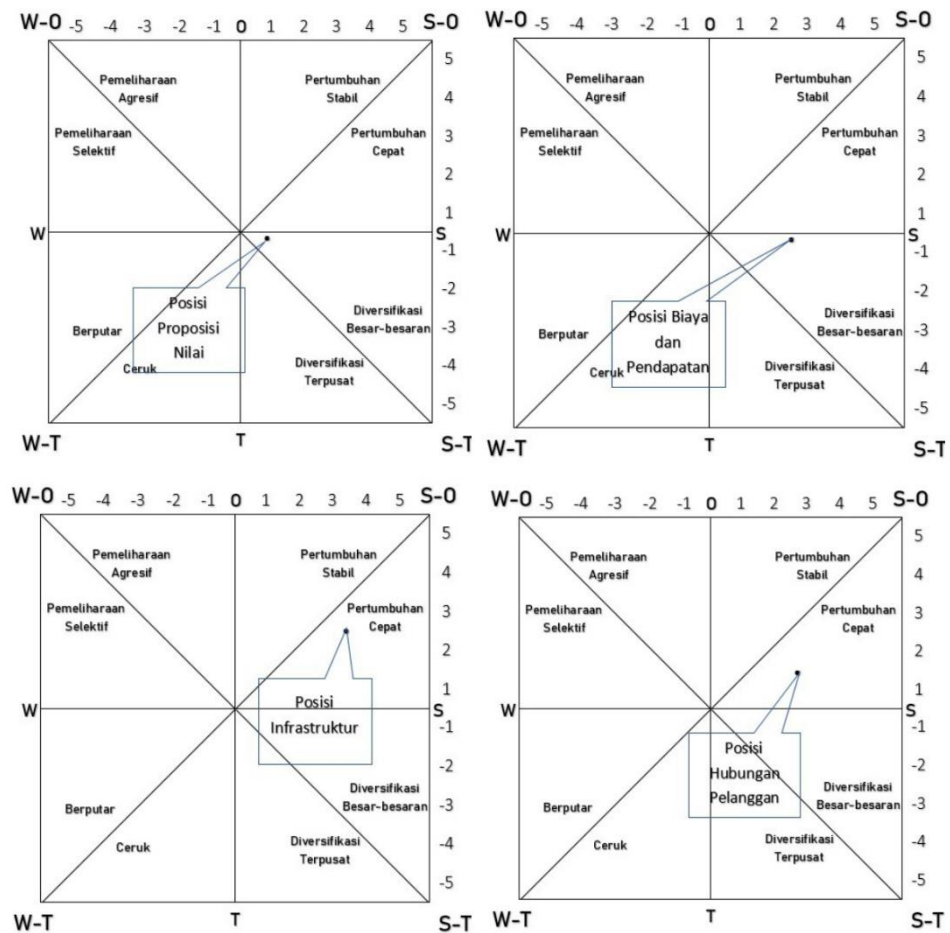 W-O -5 -4 -3 -2 -1 0 1 2 3 4 5 S-O
5
Pemeliharaan
Agresif
Pertumbuhan
Stabil
4
Pemeliharaan
Selektif
Pertumbuhan
Cepat
3
2
1
W
S
-1
-2
Posisi
Proposisi
Nilai
Diversifikasi
Besar-besaran
-3
Berputar
Ceruk
Diversifikasi
Terpusat
-4
-5
W-T
T
S-T
W-O -5 -4 -3 -2 -1 0 1 2 3 4 5 S-O
5
Pemeliharaan
Agresif
Pertumbuhan
Stabil
4
Pemeliharaan
Selektif
Pertumbuhan
Cepat
3
2
1
W
S
-1
-2
Posisi Biaya
dan
Pendapatan
Diversifikasi
Besar-besaran
-3
Berputar
Ceruk
Diversifikasi
Terpusat
-4
-5
W-T
T
S-T
W-O -5 -4 -3 -2 -1 0 1 2 3 4 5 S-O
5
Pemeliharaan
Agresif
Pertumbuhan
Stabil
4
Pemeliharaan
Selektif
Pertumbuhan
Cepat
3
2
1
Posisi
Infrastruktur
W
S
-1
-2
Diversifikasi
Besar-besaran
-3
Berputar
Ceruk
Diversifikasi
Terpusat
-4
-5
W-T
T
S-T
W-O -5 -4 -3 -2 -1 0 1 2 3 4 5 S-O
5
Pemeliharaan
Agresif
Pertumbuhan
Stabil
4
Pemeliharaan
Selektif
Pertumbuhan
Cepat
3
2
1
W
S
-1
Posisi
Hubungan
Pelanggan
-2
Diversifikasi
Besar-besaran
-3
Berputar
Ceruk
Diversifikasi
Terpusat
-4
-5
W-T
T
S-T